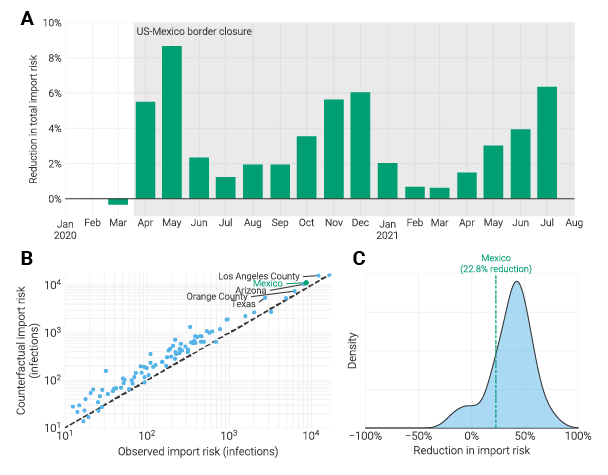 A
US-Mexico border closure
Reduction in total import risk
10%
8%
6%
4%
2%
0%
Jan Feb Mar Apr May Jun Jul Aug Sep Oct Nov Dec Jan Feb Mar Apr May Jun Jul Aug
2020 2021
B
Counterfactual import risk
(infections)
10⁴
10³
10²
10¹
Los Angeles County
Mexico
Arizona
Orange County
Texas
10¹ 10² 10³ 10⁴
Observed import risk (infections)
C
Mexico
(22.8% reduction)
Density
−100% −50% 0% 50% 100%
Reduction in import risk